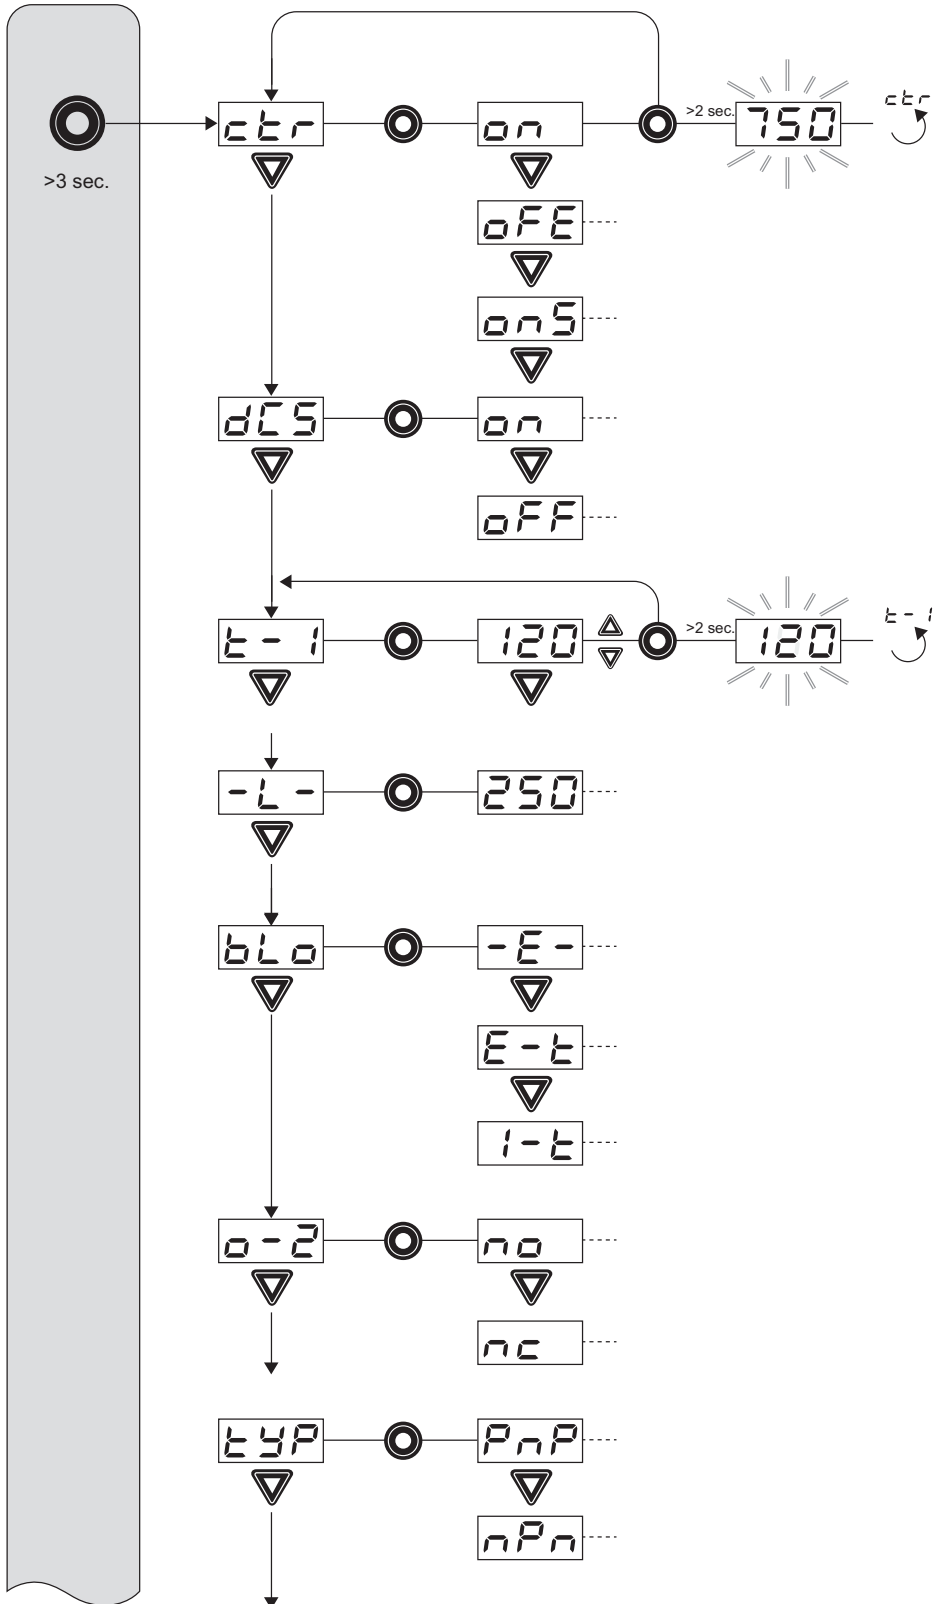 ctr
on
>2 sec.
750
ctr
>3 sec.
oFE
onS
dCS
on
oFF
t-1
120
>2 sec.
120
t-1
-L-
250
bLo
-E-
E-t
1-t
o-2
no
nc
tYP
PnP
nPn